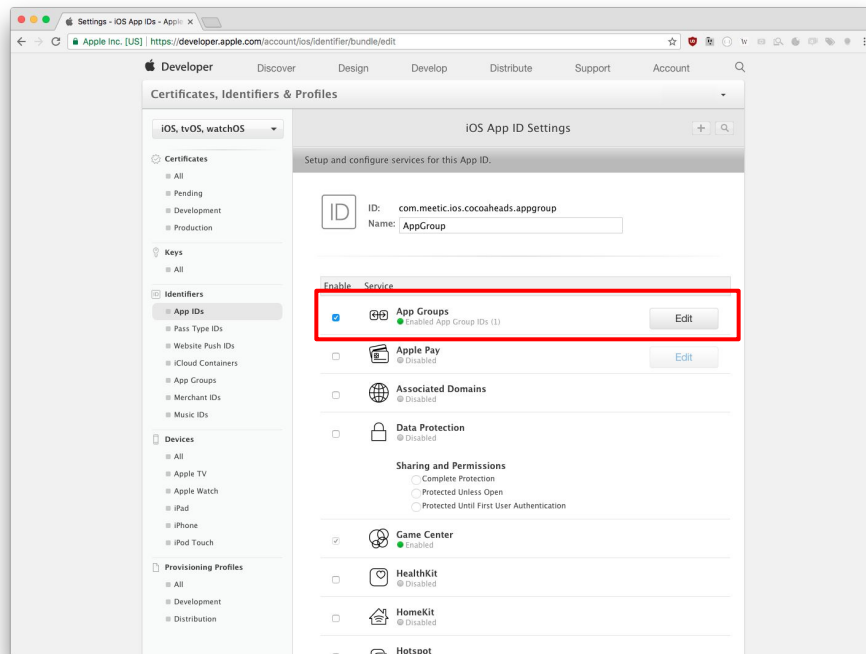 Settings - iOS App IDs - Apple
Apple Inc. [US] | https://developer.apple.com/account/ios/identifier/bundle/edit
Developer Discover Design Develop Distribute Support Account
Certificates, Identifiers & Profiles
iOS, tvOS, watchOS
iOS App ID Settings
Certificates
All
Pending
Development
Production
Keys
All
Identifiers
App IDs
Pass Type IDs
Website Push IDs
iCloud Containers
App Groups
Merchant IDs
Music IDs
Devices
All
Apple TV
Apple Watch
iPad
iPhone
iPod Touch
Provisioning Profiles
All
Development
Distribution
Setup and configure services for this App ID.
ID
ID: com.meetic.ios.cocoaheads.appgroup
Name: AppGroup
Enable Service
App Groups
Enabled App Group IDs (1)
Edit
Apple Pay
Disabled
Edit
Associated Domains
Disabled
Data Protection
Disabled
Sharing and Permissions
Complete Protection
Protected Unless Open
Protected Until First User Authentication
Game Center
Enabled
HealthKit
Disabled
HomeKit
Disabled
Hotspot